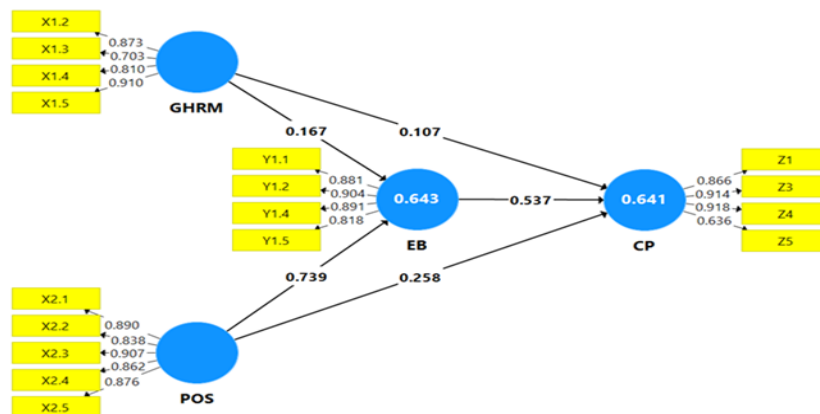 X1.2
X1.3
X1.4
X1.5
0.873
0.703
0.810
0.910
GHRM
0.167
0.107
Y1.1
Y1.2
Y1.4
Y1.5
0.881
0.904
0.891
0.818
0.643
EB
0.537
0.641
CP
0.866
0.914
0.918
0.636
Z1
Z3
Z4
Z5
0.739
0.258
X2.1
X2.2
X2.3
X2.4
X2.5
0.890
0.838
0.907
0.862
0.876
POS